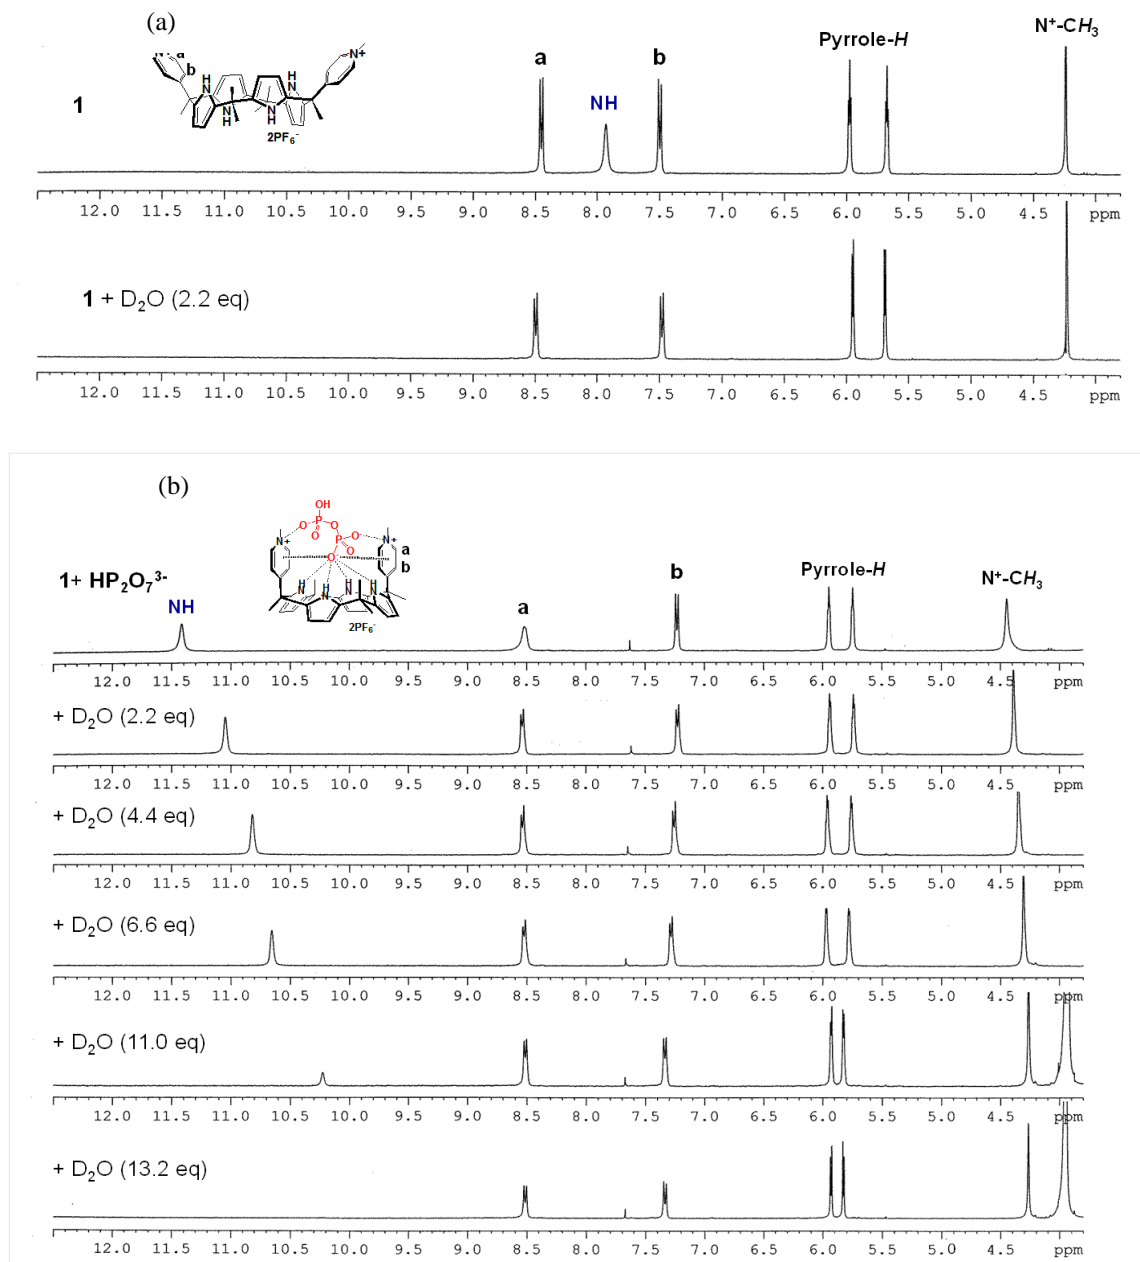 (a)
N⁺-CH₃
Pyrrole-H
a b
NH
1
N a
b
H
N
H
N
N⁺
N
H
N
H
2PF₆⁻
12.0 11.5 11.0 10.5 10.0 9.5 9.0 8.5 8.0 7.5 7.0 6.5 6.0 5.5 5.0 4.5 ppm
1 + D₂O (2.2 eq)
12.0 11.5 11.0 10.5 10.0 9.5 9.0 8.5 8.0 7.5 7.0 6.5 6.0 5.5 5.0 4.5 ppm
(b)
OH
O P O
O P O⁻
O
N⁺ O⁻ N⁺
a
b
H H H H
N N N N
2PF₆⁻
1+ HP₂O₇³⁻
NH a b Pyrrole-H N⁺-CH₃
12.0 11.5 11.0 10.5 10.0 9.5 9.0 8.5 8.0 7.5 7.0 6.5 6.0 5.5 5.0 4.5 ppm
+ D₂O (2.2 eq)
12.0 11.5 11.0 10.5 10.0 9.5 9.0 8.5 8.0 7.5 7.0 6.5 6.0 5.5 5.0 4.5 ppm
+ D₂O (4.4 eq)
12.0 11.5 11.0 10.5 10.0 9.5 9.0 8.5 8.0 7.5 7.0 6.5 6.0 5.5 5.0 4.5 ppm
+ D₂O (6.6 eq)
12.0 11.5 11.0 10.5 10.0 9.5 9.0 8.5 8.0 7.5 7.0 6.5 6.0 5.5 5.0 4.5 ppm
+ D₂O (11.0 eq)
12.0 11.5 11.0 10.5 10.0 9.5 9.0 8.5 8.0 7.5 7.0 6.5 6.0 5.5 5.0 4.5 ppm
+ D₂O (13.2 eq)
12.0 11.5 11.0 10.5 10.0 9.5 9.0 8.5 8.0 7.5 7.0 6.5 6.0 5.5 5.0 4.5 ppm